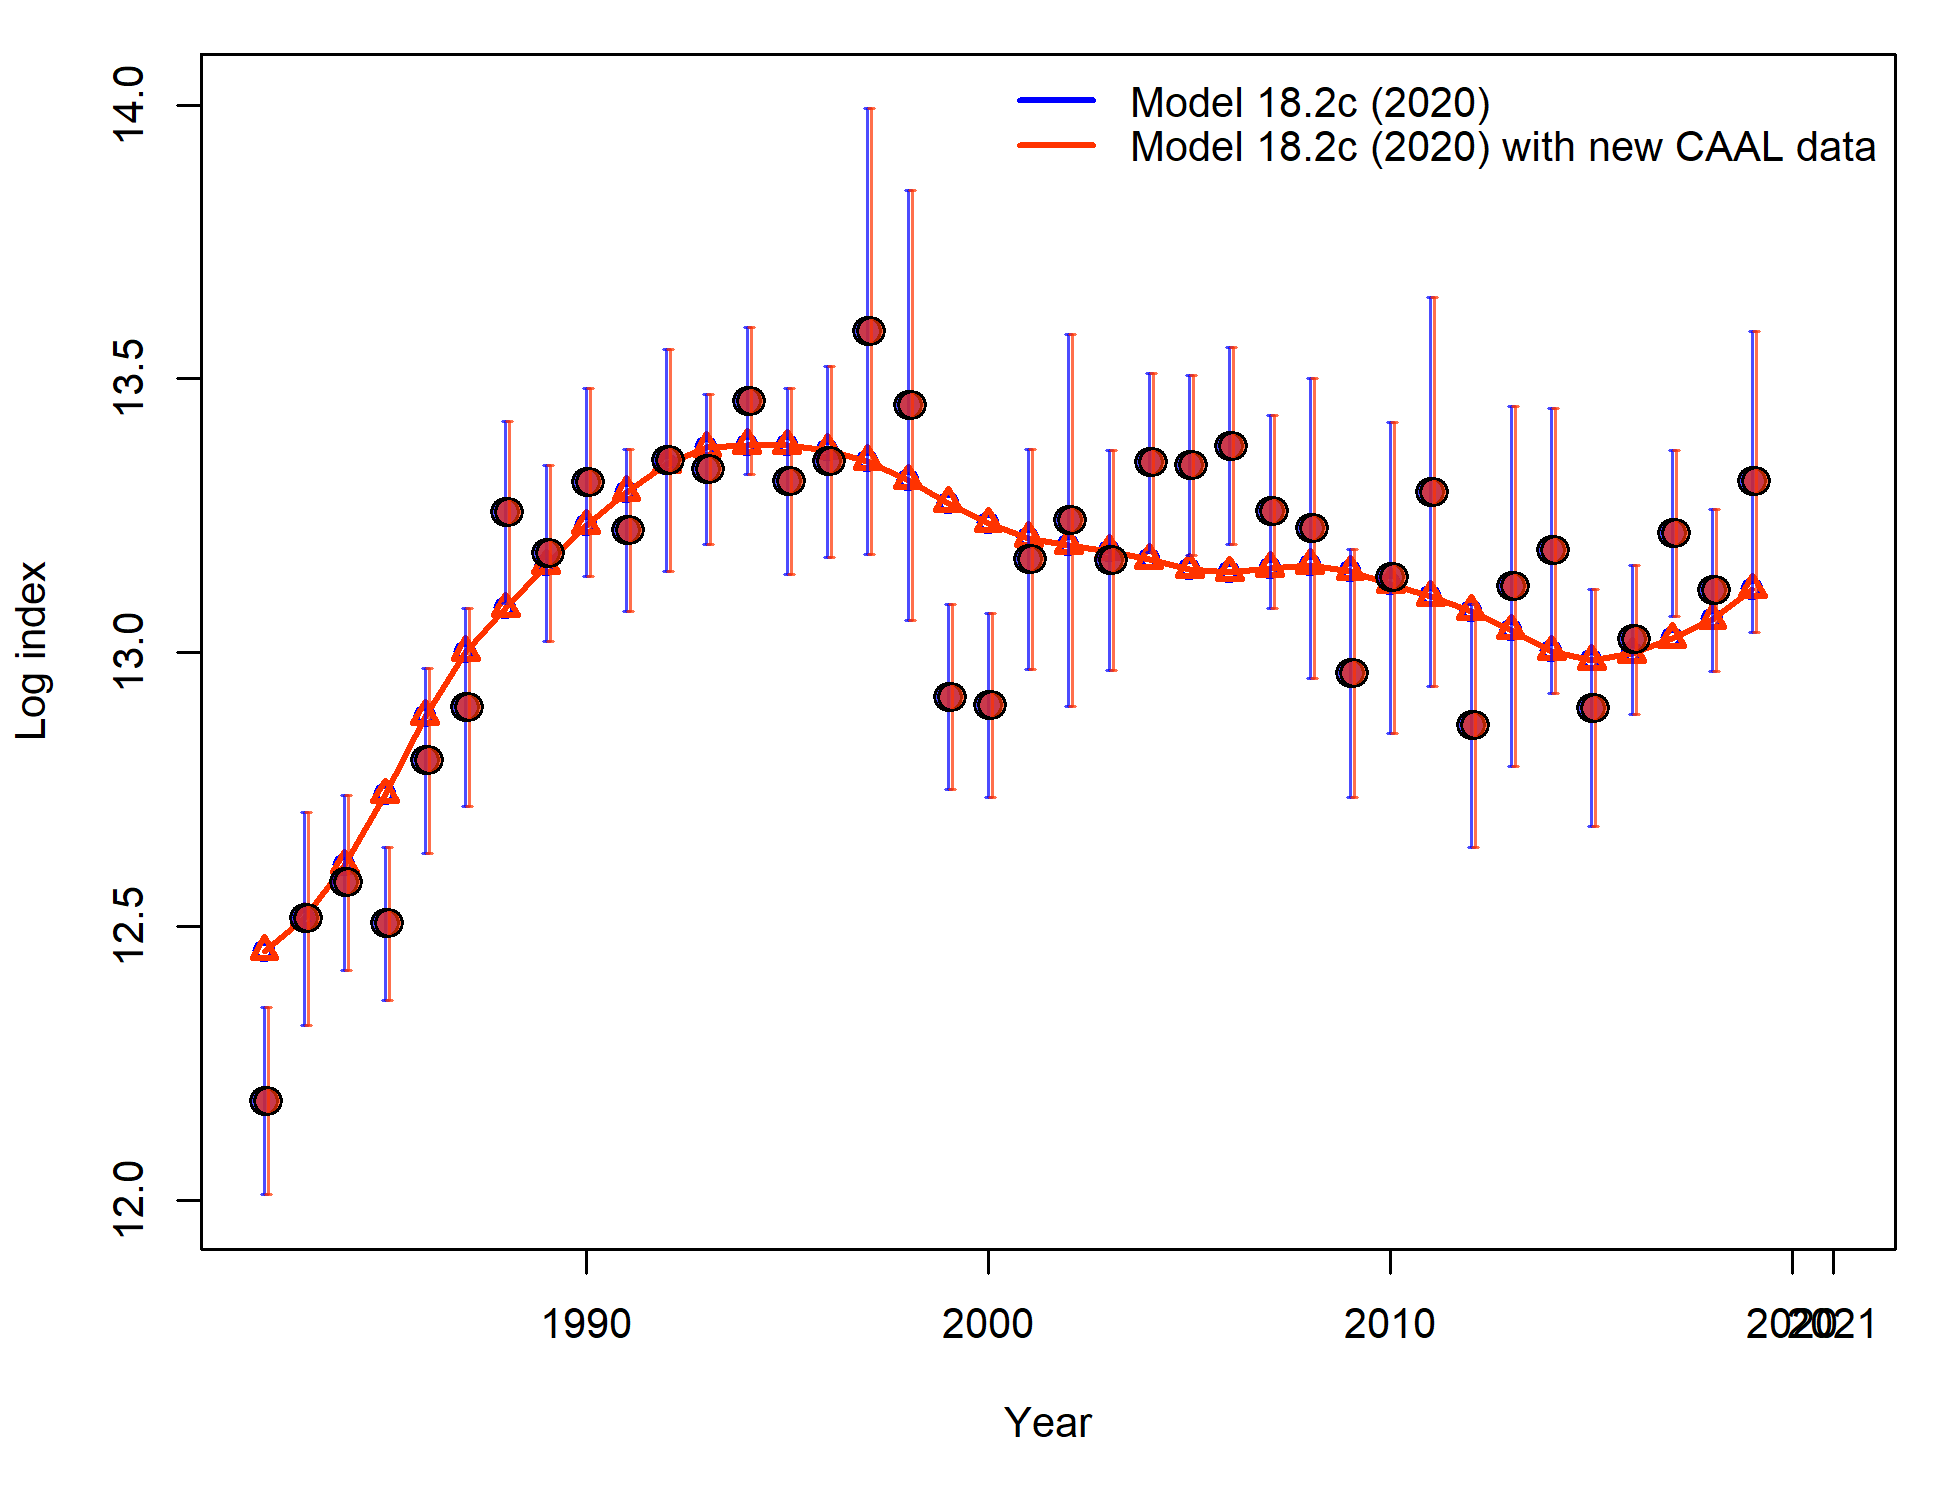 Model 18.2c (2020)
Model 18.2c (2020) with new CAAL data
14.0
13.5
13.0
12.5
12.0
Log index
1990
2000
2010
2020
2021
Year